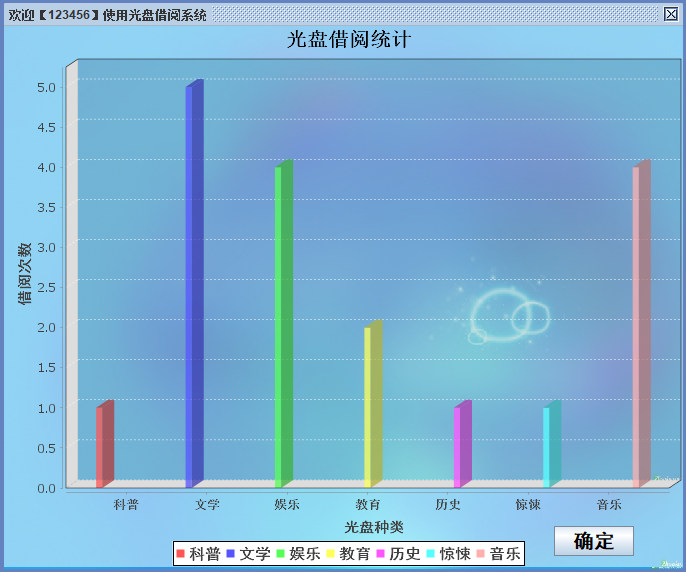 欢迎【123456】使用光盘借阅系统
光盘借阅统计
借阅次数
5.0
4.5
4.0
3.5
3.0
2.5
2.0
1.5
1.0
0.5
0.0
科普 文学 娱乐 教育 历史 惊悚 音乐
光盘种类
科普 文学 娱乐 教育 历史 惊悚 音乐
确定